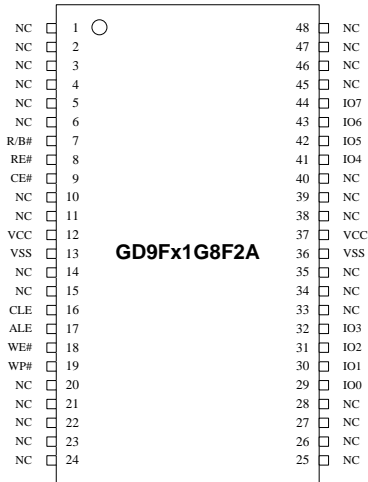 NC 1 48 NC
NC 2 47 NC
NC 3 46 NC
NC 4 45 NC
NC 5 44 IO7
NC 6 43 IO6
R/B# 7 42 IO5
RE# 8 41 IO4
CE# 9 40 NC
NC 10 39 NC
NC 11 38 NC
VCC 12 37 VCC
VSS 13 GD9Fx1G8F2A 36 VSS
NC 14 35 NC
NC 15 34 NC
CLE 16 33 NC
ALE 17 32 IO3
WE# 18 31 IO2
WP# 19 30 IO1
NC 20 29 IO0
NC 21 28 NC
NC 22 27 NC
NC 23 26 NC
NC 24 25 NC